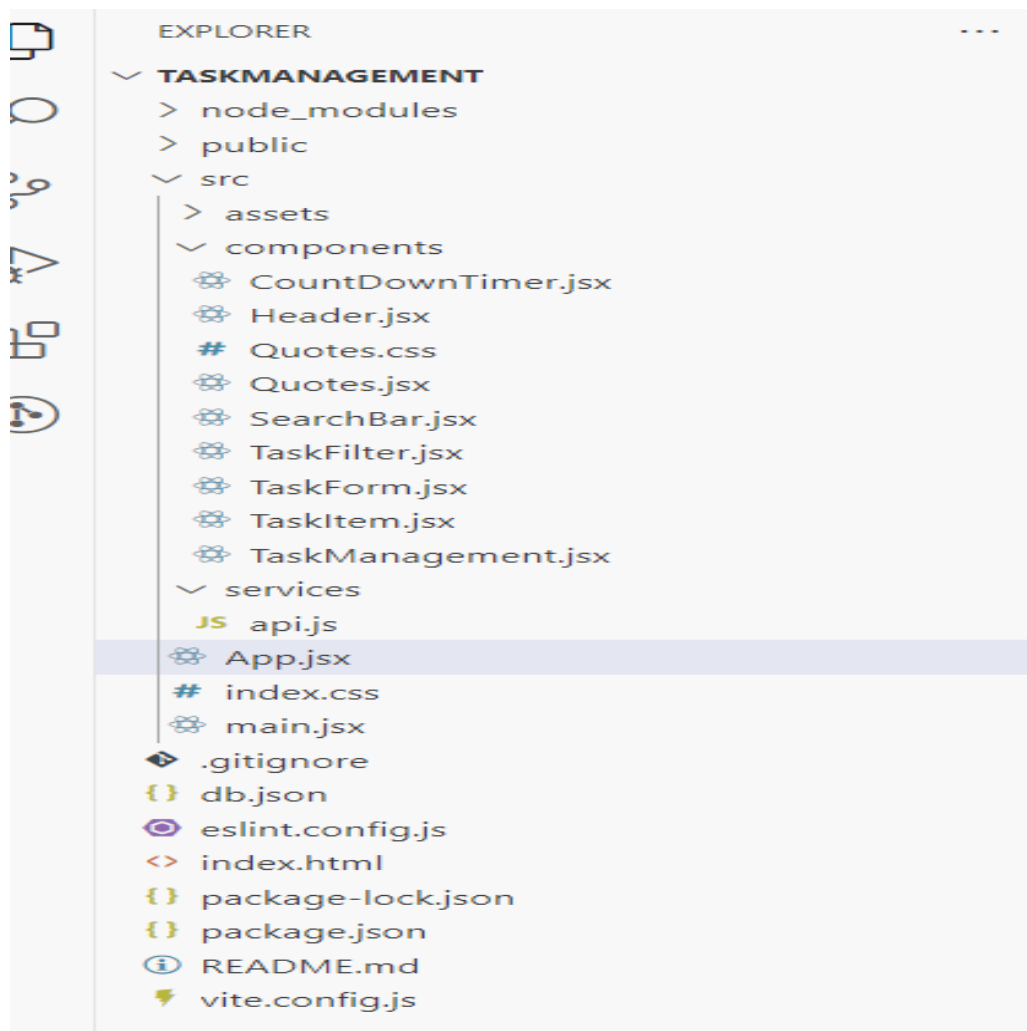 EXPLORER ...
TASKMANAGEMENT
node_modules
public
src
assets
components
CountDownTimer.jsx
Header.jsx
# Quotes.css
Quotes.jsx
SearchBar.jsx
TaskFilter.jsx
TaskForm.jsx
TaskItem.jsx
TaskManagement.jsx
services
JS api.js
App.jsx
# index.css
main.jsx
.gitignore
{} db.json
eslint.config.js
<> index.html
{} package-lock.json
{} package.json
README.md
vite.config.js